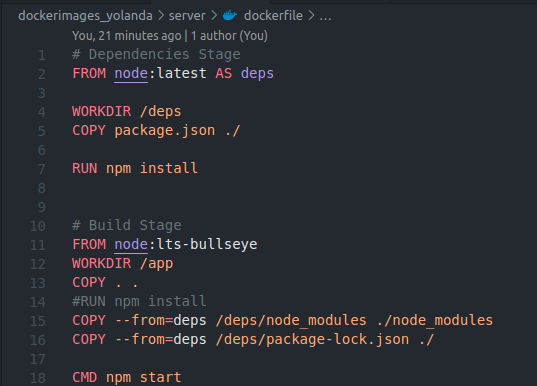 dockerimages_yolanda > server > dockerfile > ...
You, 21 minutes ago | 1 author (You)
1 # Dependencies Stage
2 FROM node:latest AS deps
3
4 WORKDIR /deps
5 COPY package.json ./
6
7 RUN npm install
8
9
10 # Build Stage
11 FROM node:lts-bullseye
12 WORKDIR /app
13 COPY . .
14 #RUN npm install
15 COPY --from=deps /deps/node_modules ./node_modules
16 COPY --from=deps /deps/package-lock.json ./
17
18 CMD npm start